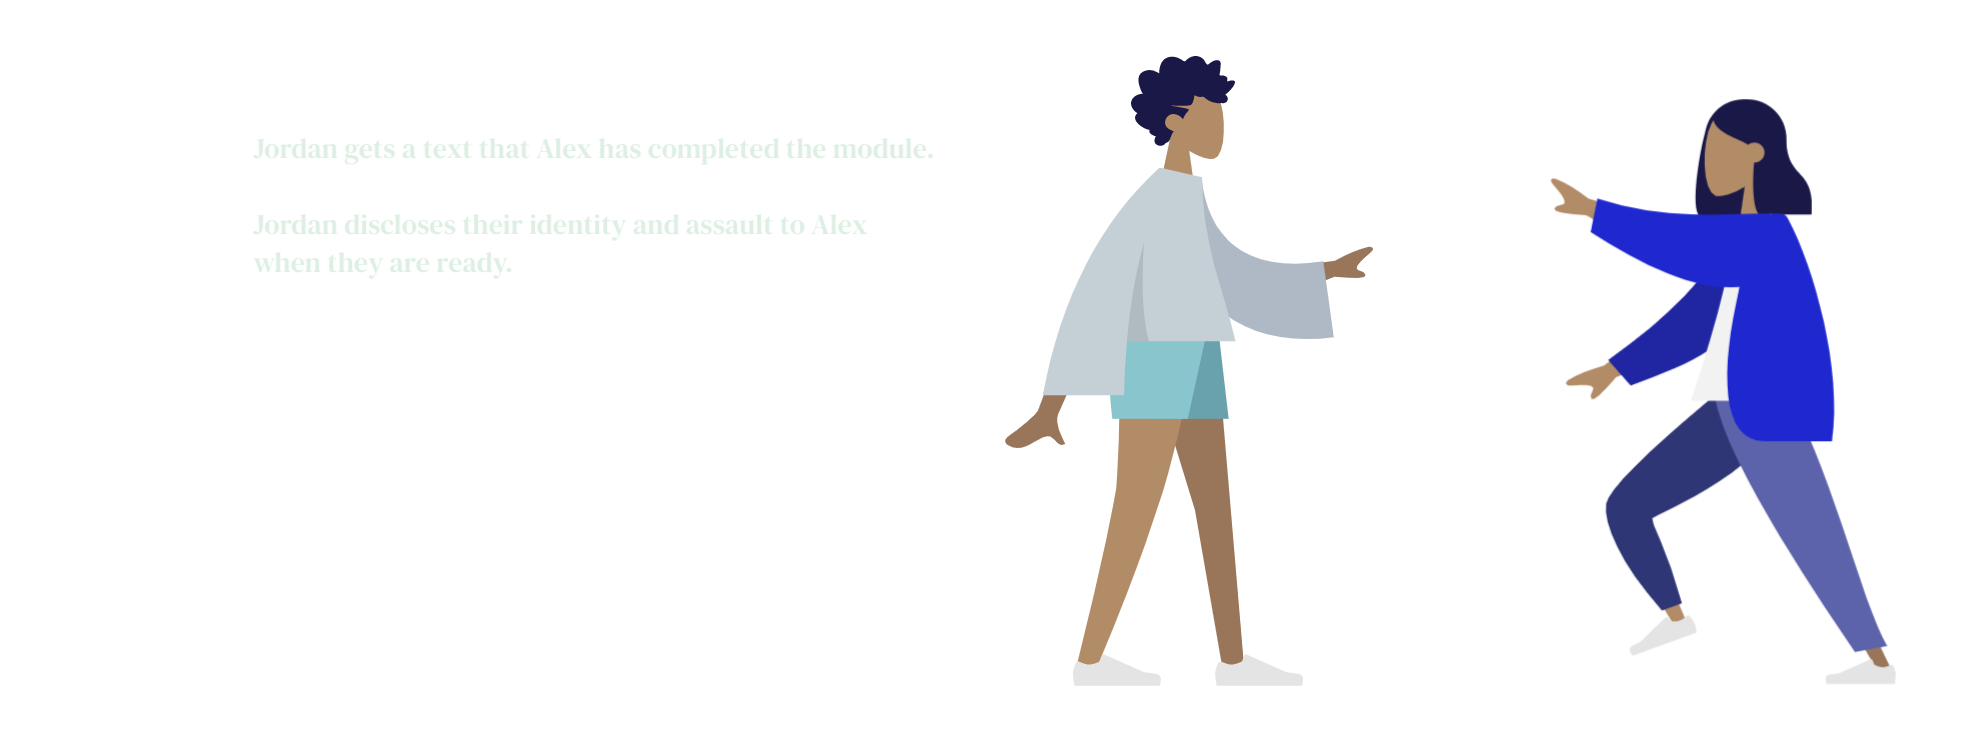 Jordan gets a text that Alex has completed the module.
Jordan discloses their identity and assault to Alex
when they are ready.